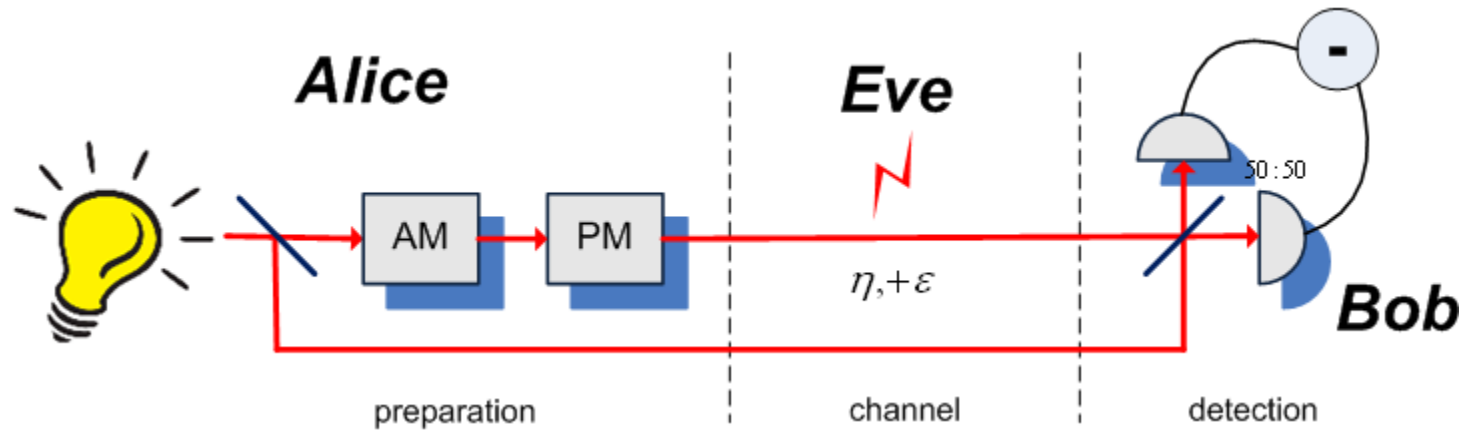 Alice
Eve
-
50:50
AM
PM
η,+ε
Bob
preparation
channel
detection